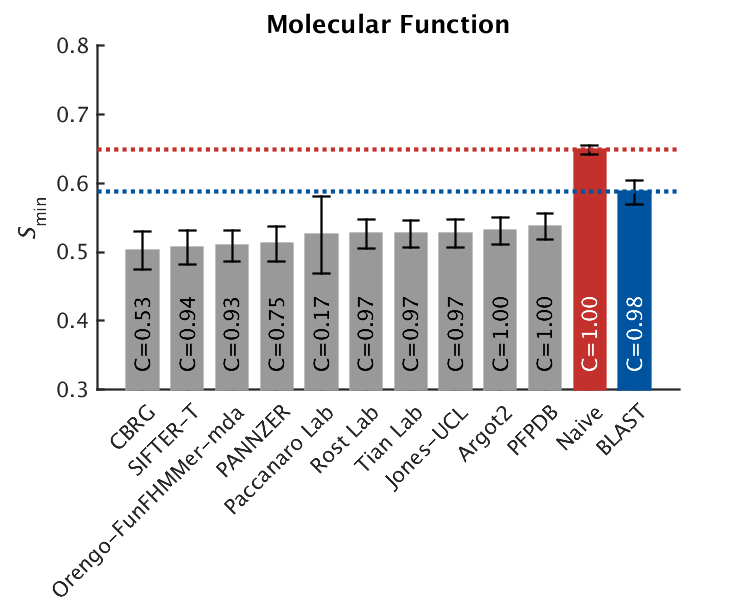 Molecular Function
0.8
0.7
0.6
0.5
0.4
0.3
Smin
C=0.53
C=0.94
C=0.93
C=0.75
C=0.17
C=0.97
C=0.97
C=0.97
C=1.00
C=1.00
C=1.00
C=0.98
CBRG
SIFTER-T
Orengo-FunFHMMer-mda
PANNZER
Paccanaro Lab
Rost Lab
Tian Lab
Jones-UCL
Argot2
PFPDB
Naive
BLAST